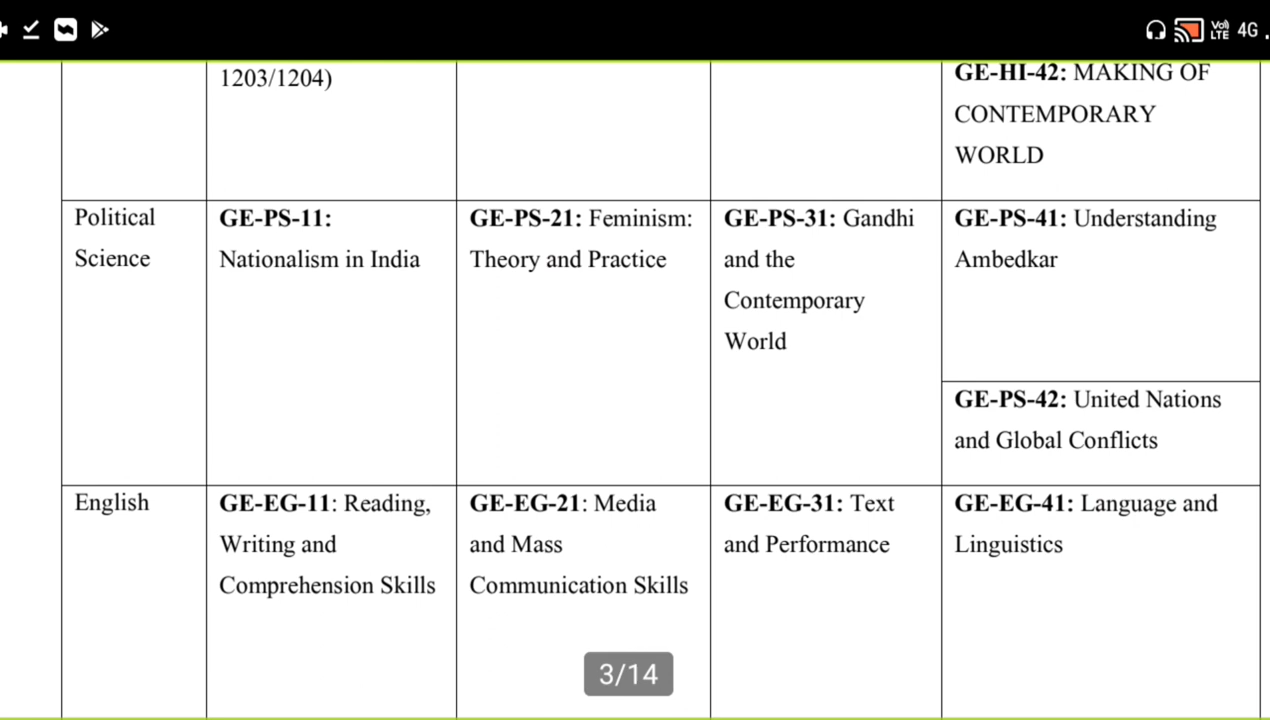 VoLTE 4G
1203/1204)
GE-HI-42: MAKING OF
CONTEMPORARY
WORLD
Political
Science
GE-PS-11:
Nationalism in India
GE-PS-21: Feminism:
Theory and Practice
GE-PS-31: Gandhi
and the
Contemporary
World
GE-PS-41: Understanding
Ambedkar
GE-PS-42: United Nations
and Global Conflicts
English
GE-EG-11: Reading,
Writing and
Comprehension Skills
GE-EG-21: Media
and Mass
Communication Skills
GE-EG-31: Text
and Performance
GE-EG-41: Language and
Linguistics
3/14